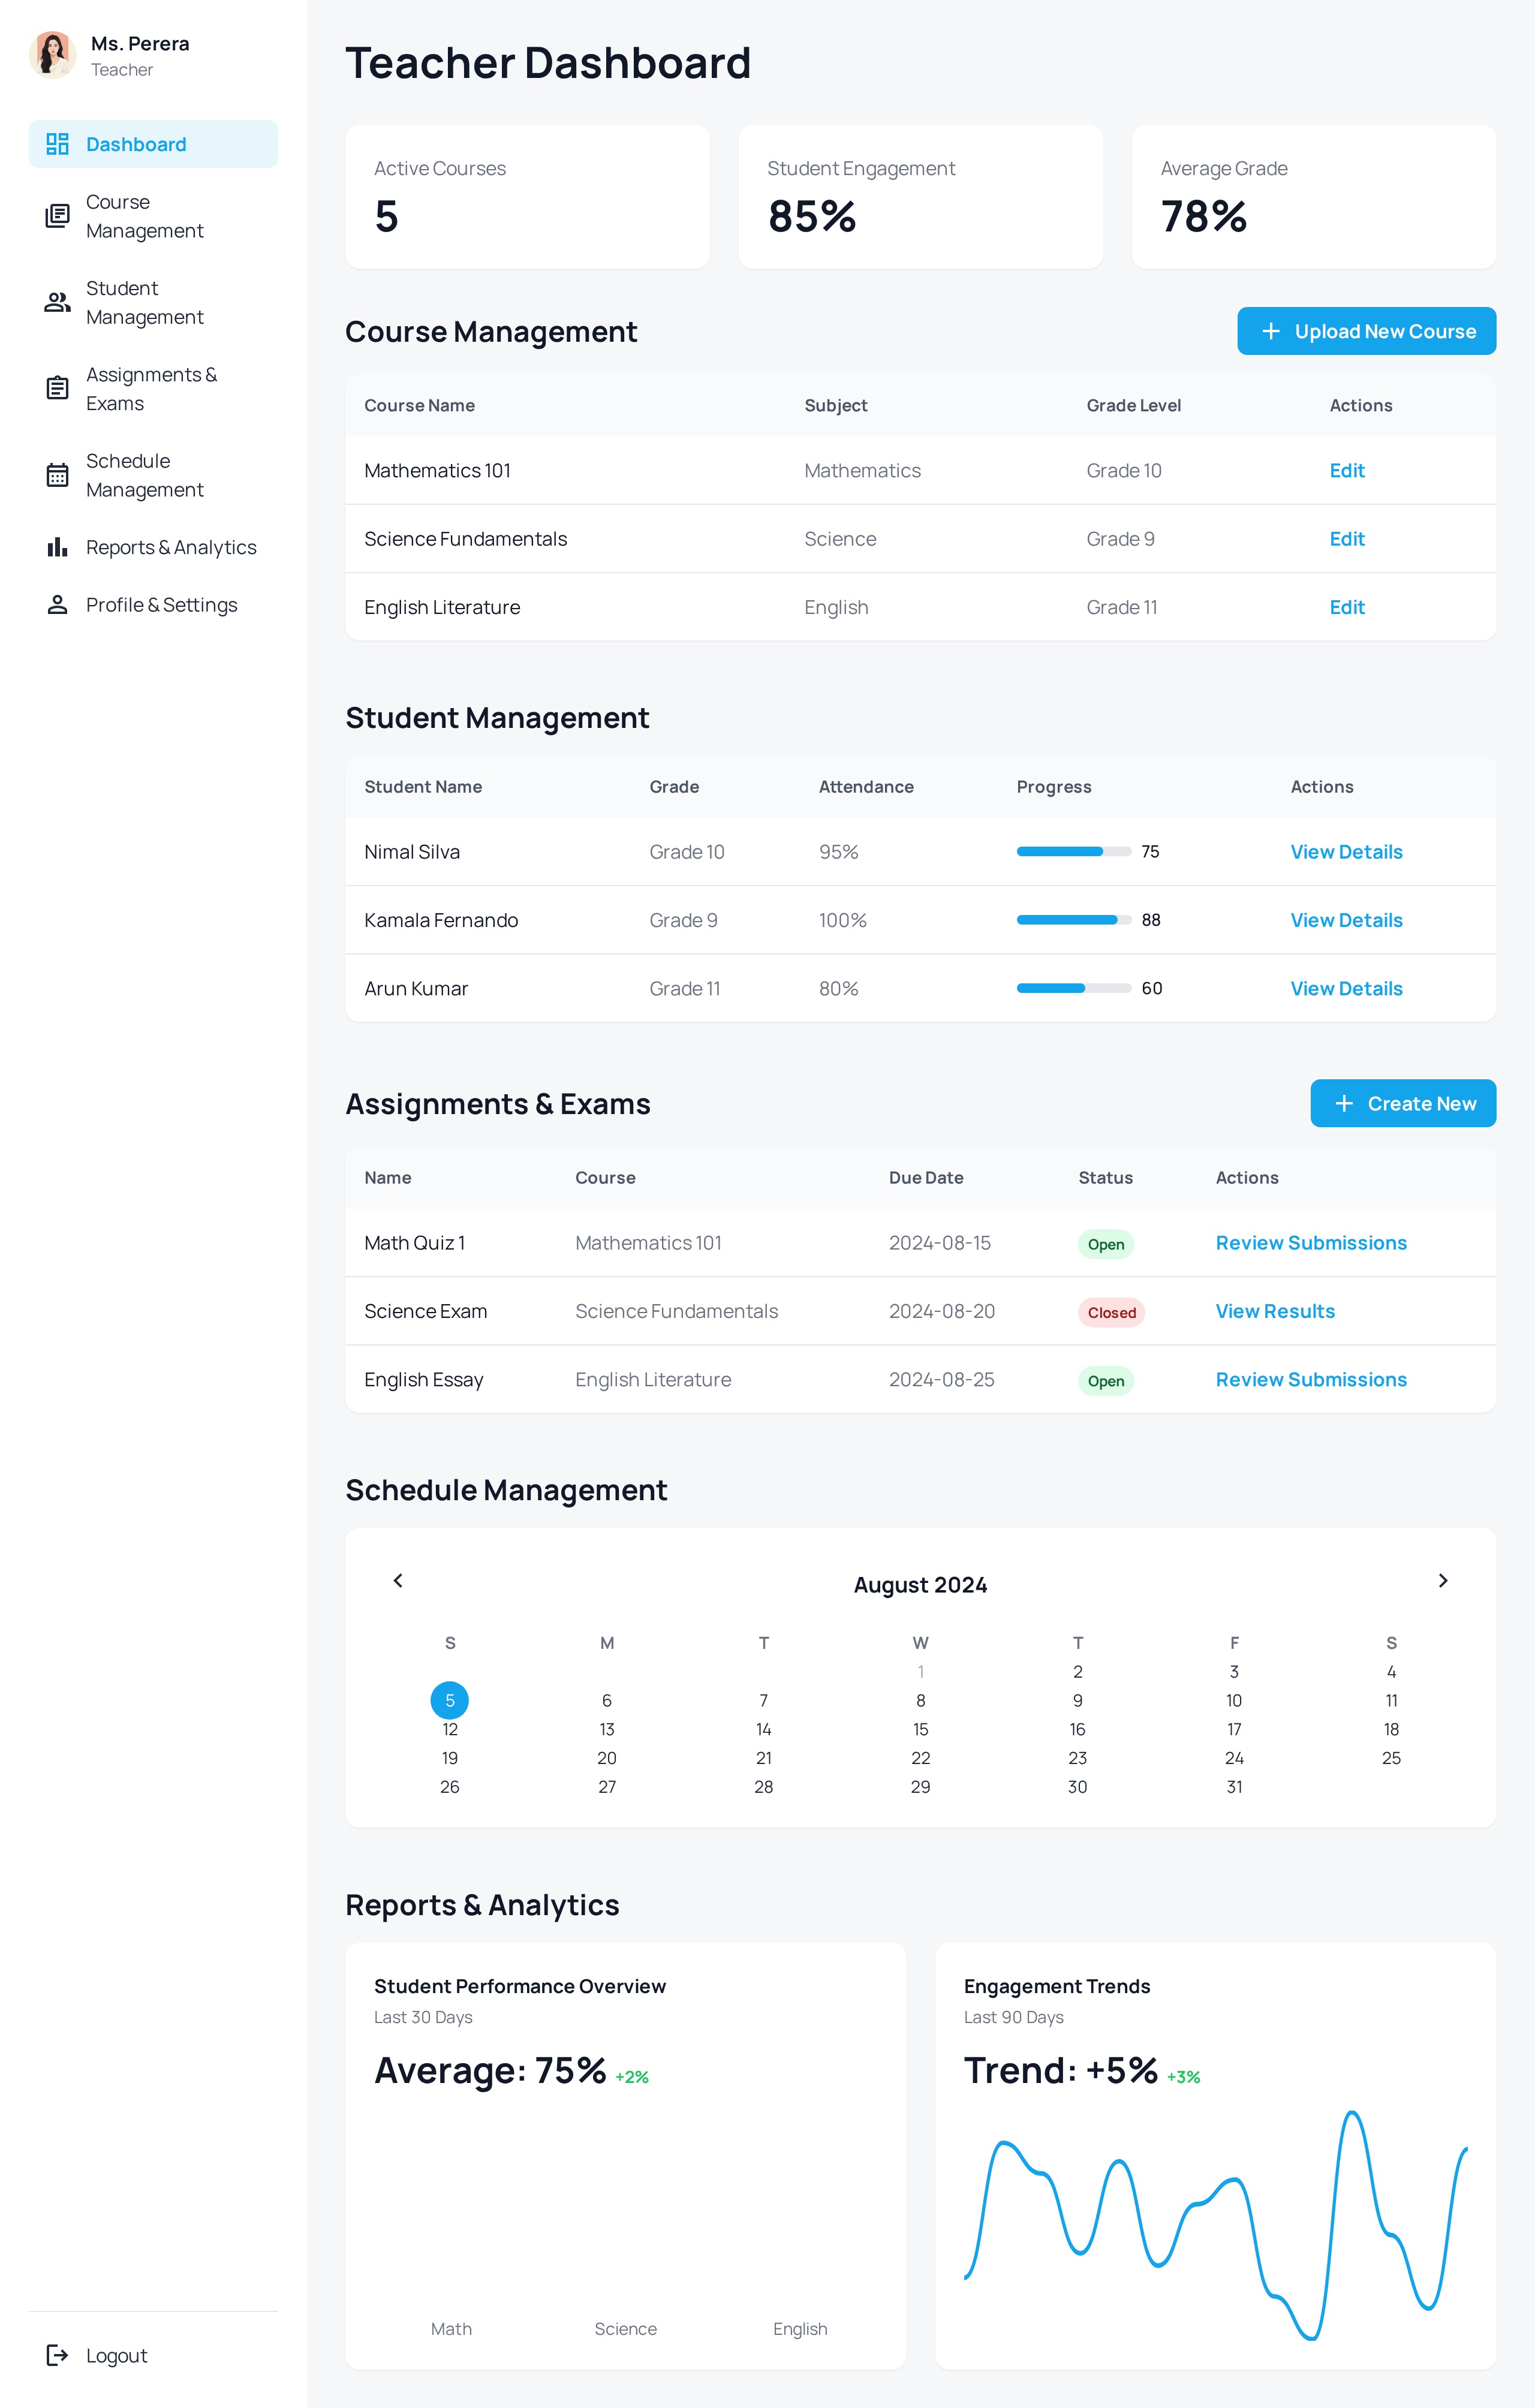 Ms. Perera
Teacher
Dashboard
Course
Management
Student
Management
Assignments &
Exams
Schedule
Management
Reports & Analytics
Profile & Settings
Logout
Teacher Dashboard
Active Courses
5
Student Engagement
85%
Average Grade
78%
Course Management
Upload New Course
Course Name Subject Grade Level Actions
Mathematics 101 Mathematics Grade 10 Edit
Science Fundamentals Science Grade 9 Edit
English Literature English Grade 11 Edit
Student Management
Student Name Grade Attendance Progress Actions
Nimal Silva Grade 10 95% 75 View Details
Kamala Fernando Grade 9 100% 88 View Details
Arun Kumar Grade 11 80% 60 View Details
Assignments & Exams
Create New
Name Course Due Date Status Actions
Math Quiz 1 Mathematics 101 2024-08-15 Open Review Submissions
Science Exam Science Fundamentals 2024-08-20 Closed View Results
English Essay English Literature 2024-08-25 Open Review Submissions
Schedule Management
August 2024
S M T W T F S
1 2 3 4
5 6 7 8 9 10 11
12 13 14 15 16 17 18
19 20 21 22 23 24 25
26 27 28 29 30 31
Reports & Analytics
Student Performance Overview
Last 30 Days
Average: 75% +2%
Math Science English
Engagement Trends
Last 90 Days
Trend: +5% +3%